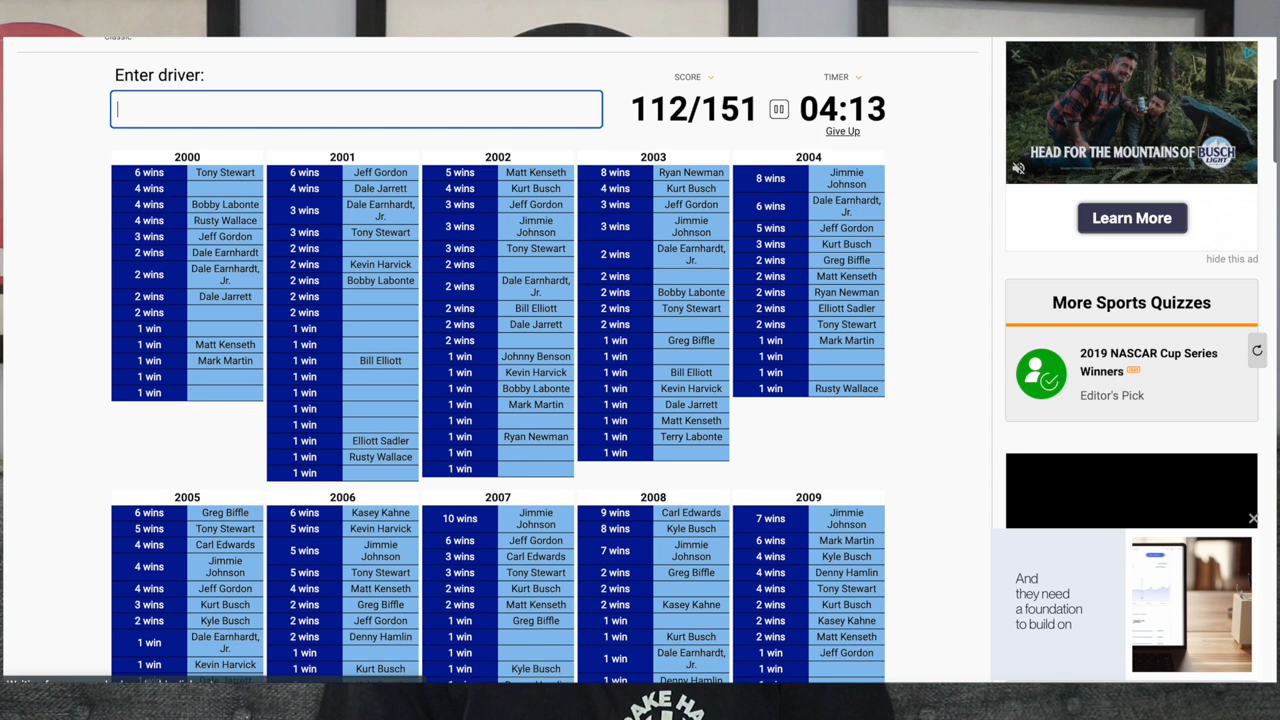 Classic
Enter driver:
SCORE
TIMER
112/151
04:13
Give Up
2000
6 wins Tony Stewart
4 wins
4 wins Bobby Labonte
4 wins Rusty Wallace
3 wins Jeff Gordon
2 wins Dale Earnhardt
2 wins Dale Earnhardt, Jr.
2 wins Dale Jarrett
2 wins
1 win
1 win Matt Kenseth
1 win Mark Martin
1 win
1 win
2001
6 wins Jeff Gordon
4 wins Dale Jarrett
3 wins Dale Earnhardt, Jr.
3 wins Tony Stewart
2 wins
2 wins Kevin Harvick
2 wins Bobby Labonte
2 wins
2 wins
1 win
1 win
1 win Bill Elliott
1 win
1 win
1 win
1 win
1 win Elliott Sadler
1 win Rusty Wallace
1 win
2002
5 wins Matt Kenseth
4 wins Kurt Busch
3 wins Jeff Gordon
3 wins Jimmie Johnson
3 wins Tony Stewart
2 wins
2 wins Dale Earnhardt, Jr.
2 wins Bill Elliott
2 wins Dale Jarrett
2 wins
1 win Johnny Benson
1 win Kevin Harvick
1 win Bobby Labonte
1 win Mark Martin
1 win
1 win Ryan Newman
1 win
1 win
2003
8 wins Ryan Newman
4 wins Kurt Busch
3 wins Jeff Gordon
3 wins Jimmie Johnson
2 wins Dale Earnhardt, Jr.
2 wins
2 wins Bobby Labonte
2 wins Tony Stewart
1 win
1 win Greg Biffle
1 win
1 win Bill Elliott
1 win Kevin Harvick
1 win Dale Jarrett
1 win Matt Kenseth
1 win Terry Labonte
1 win
2004
8 wins Jimmie Johnson
6 wins Dale Earnhardt, Jr.
5 wins Jeff Gordon
3 wins Kurt Busch
2 wins Greg Biffle
2 wins Matt Kenseth
2 wins Ryan Newman
2 wins Elliott Sadler
2 wins Tony Stewart
1 win Mark Martin
1 win
1 win
1 win Rusty Wallace
2005
6 wins Greg Biffle
5 wins Tony Stewart
4 wins Carl Edwards
4 wins Jimmie Johnson
4 wins Jeff Gordon
3 wins Kurt Busch
2 wins Kyle Busch
1 win Dale Earnhardt, Jr.
1 win Kevin Harvick
2006
6 wins Kasey Kahne
5 wins Kevin Harvick
5 wins Jimmie Johnson
5 wins Tony Stewart
4 wins Matt Kenseth
2 wins Greg Biffle
2 wins Jeff Gordon
2 wins Denny Hamlin
1 win
1 win Kurt Busch
2007
10 wins Jimmie Johnson
6 wins Jeff Gordon
3 wins Carl Edwards
3 wins Tony Stewart
2 wins Kurt Busch
2 wins Matt Kenseth
1 win Greg Biffle
1 win
1 win
1 win Kyle Busch
2008
9 wins Carl Edwards
8 wins Kyle Busch
7 wins Jimmie Johnson
2 wins Greg Biffle
2 wins
2 wins Kasey Kahne
1 win
1 win Kurt Busch
1 win Dale Earnhardt, Jr.
1 win Denny Hamlin
2009
7 wins Jimmie Johnson
6 wins Mark Martin
4 wins Kyle Busch
4 wins Denny Hamlin
4 wins Tony Stewart
2 wins Kurt Busch
2 wins Kasey Kahne
2 wins Matt Kenseth
1 win Jeff Gordon
1 win
HEAD FOR THE MOUNTAINS OF BUSCH LIGHT
Learn More
hide this ad
More Sports Quizzes
2019 NASCAR Cup Series
Winners
Editor's Pick
And
they need
a foundation
to build on